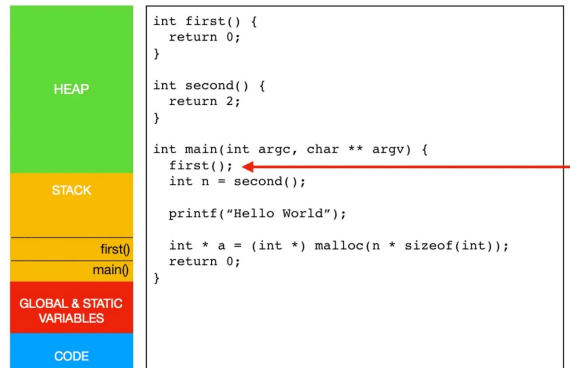 HEAP
STACK
first()
main()
GLOBAL & STATIC
VARIABLES
CODE
int first() {
  return 0;
}
int second() {
  return 2;
}
int main(int argc, char ** argv) {
  first();
  int n = second();
  printf(“Hello World”);
  int * a = (int *) malloc(n * sizeof(int));
  return 0;
}